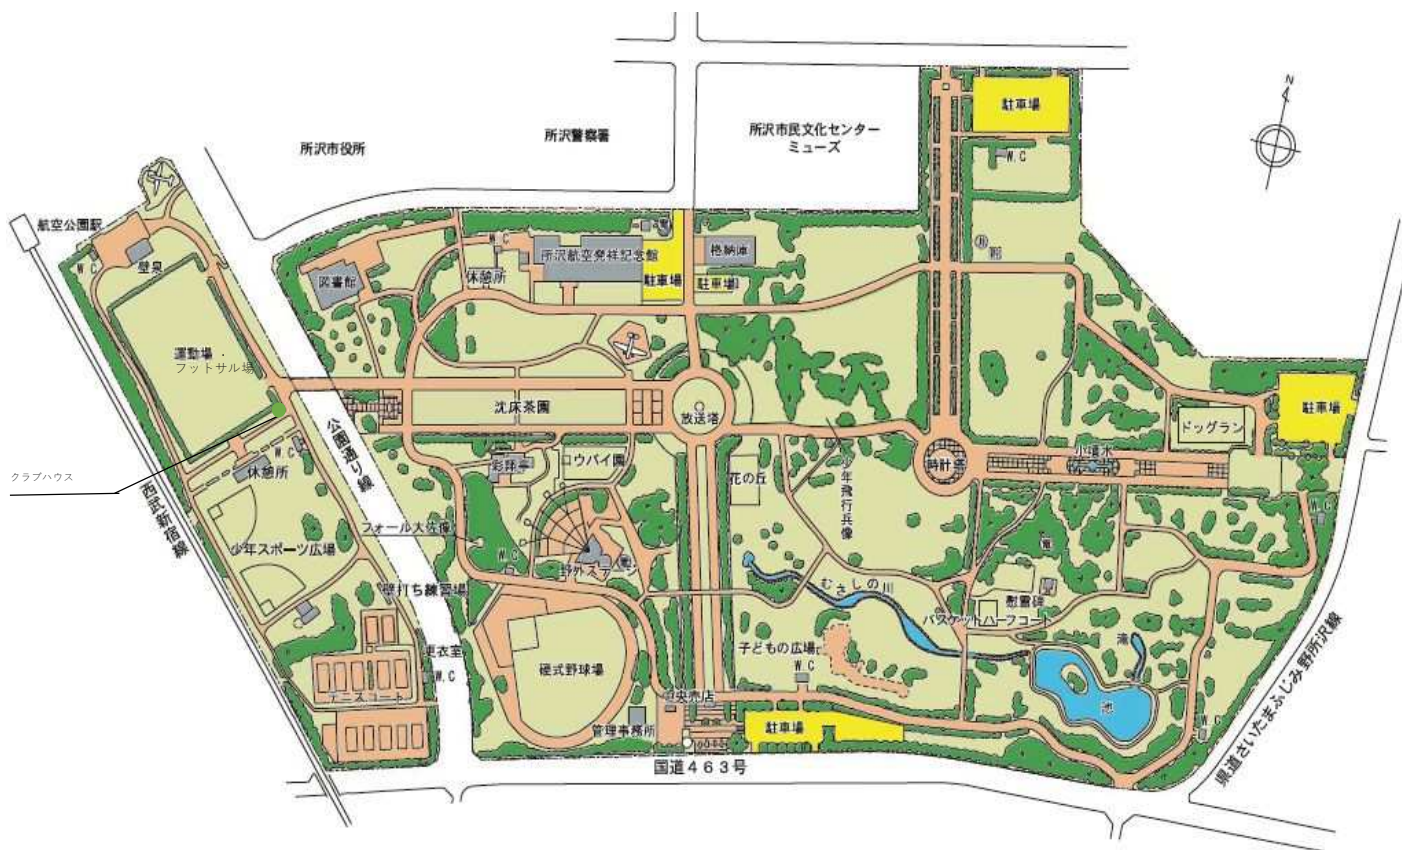 N
駐車場
所沢市民文化センター
ミューズ
所沢警察署
所沢市役所
W.C
航空公園駅
W.C
壁泉
図書館
W.C
休憩所
所沢航空発祥記念館
駐車場
格納庫
駐車場
運動場・
フットサル場
沈床茶園
放送塔
駐車場
ドッグラン
公園通り線
クラブハウス
W.C
休憩所
彩翔亭
ロウバイ園
花の丘
少年飛行兵像
時計塔
小噴水
W.C
西武新宿線
フォール大佐像
少年スポーツ広場
W.C
野外ステージ
壁打ち練習場
むさしの川
慰霊碑
バスケットハーフコート
滝
更衣室
W.C
テニスコート
硬式野球場
子どもの広場
W.C
中央売店
管理事務所
駐車場
池
W.C
国道463号
県道さいたまふじみ野所沢線